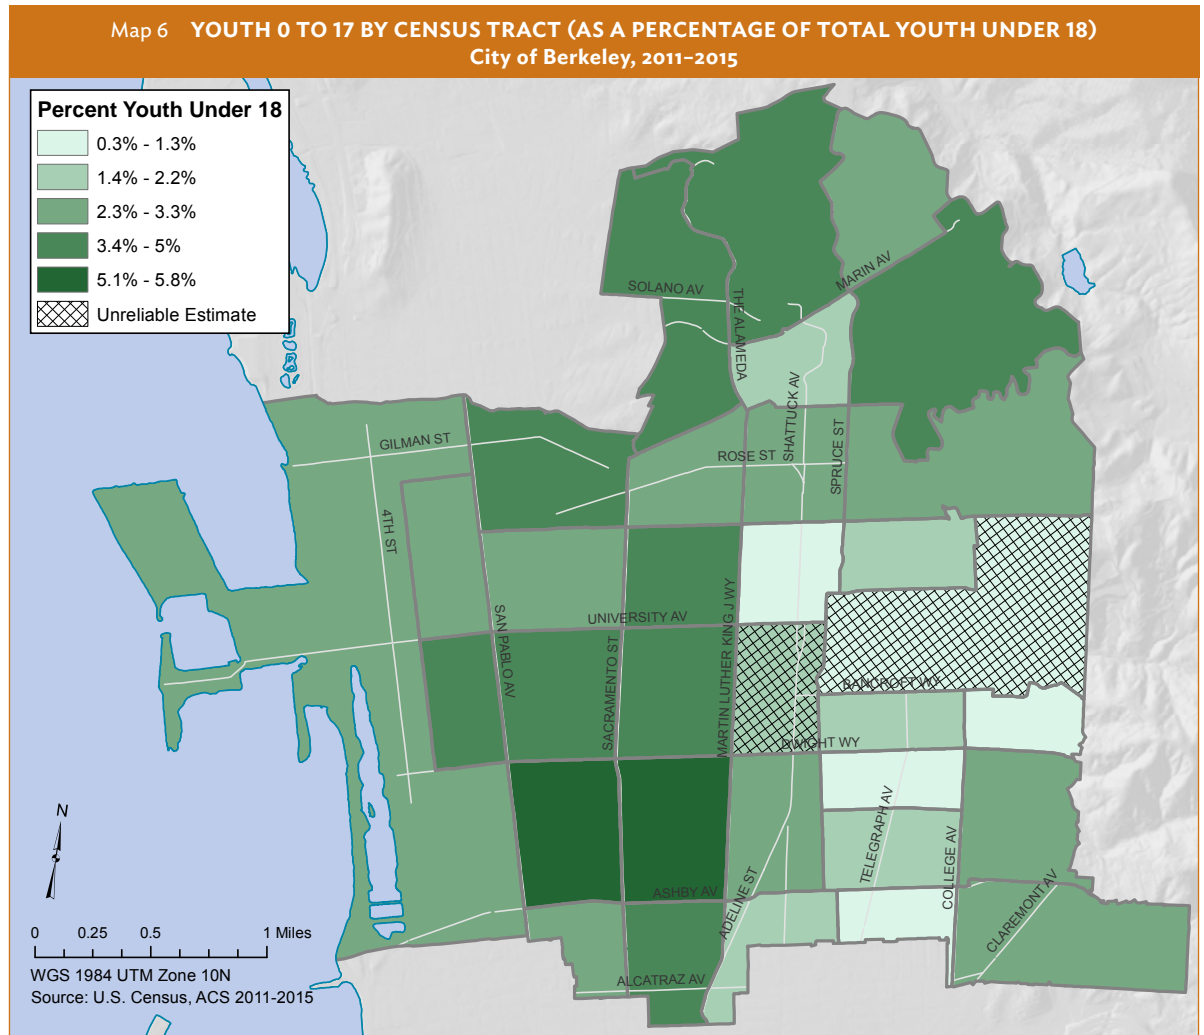 Map 6 YOUTH 0 TO 17 BY CENSUS TRACT (AS A PERCENTAGE OF TOTAL YOUTH UNDER 18)
City of Berkeley, 2011–2015
Percent Youth Under 18
0.3% - 1.3%
1.4% - 2.2%
2.3% - 3.3%
3.4% - 5%
5.1% - 5.8%
Unreliable Estimate
SOLANO AV
MARIN AV
THE ALAMEDA
SHATTUCK AV
GILMAN ST
ROSE ST
SPRUCE ST
4TH ST
SAN PABLO AV
UNIVERSITY AV
SACRAMENTO ST
MARTIN LUTHER KING J WY
BANCROFT WY
DWIGHT WY
TELEGRAPH AV
COLLEGE AV
ASHBY AV
ADELINE ST
CLAREMONT AV
ALCATRAZ AV
N
0 0.25 0.5 1 Miles
WGS 1984 UTM Zone 10N
Source: U.S. Census, ACS 2011-2015